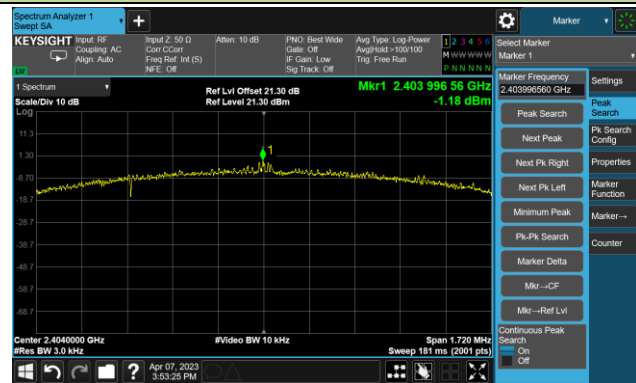 Spectrum Analyzer 1
Swept SA
+
Marker
KEYSIGHT
Input: RF
Coupling: AC
Align: Auto
Input Z: 50 Ω
Corr CCorr
Freq Ref: Int (S)
NFE: Off
Atten: 10 dB
PNO: Best Wide
Gate: Off
IF Gain: Low
Sig Track: Off
Avg Type: Log-Power
Avg|Hold:>100/100
Trig: Free Run
1 2 3 4 5 6
M W W W W W
P N N N N N
LXI
Select Marker
Marker 1
1 Spectrum
Scale/Div 10 dB
Log
Ref Lvl Offset 21.30 dB
Ref Level 21.30 dBm
Mkr1 2.403 996 56 GHz
-1.18 dBm
1
11.3
1.30
-8.70
-18.7
-28.7
-38.7
-48.7
-58.7
-68.7
Center 2.4040000 GHz
#Res BW 3.0 kHz
#Video BW 10 kHz
Span 1.720 MHz
Sweep 181 ms (2001 pts)
Marker Frequency
2.403996560 GHz
Peak Search
Next Peak
Next Pk Right
Next Pk Left
Minimum Peak
Pk-Pk Search
Marker Delta
Mkr→CF
Mkr→Ref Lvl
Continuous Peak
Search
On
Off
Settings
Peak
Search
Pk Search
Config
Properties
Marker
Function
Marker→
Counter
?
Apr 07, 2023
3:53:25 PM